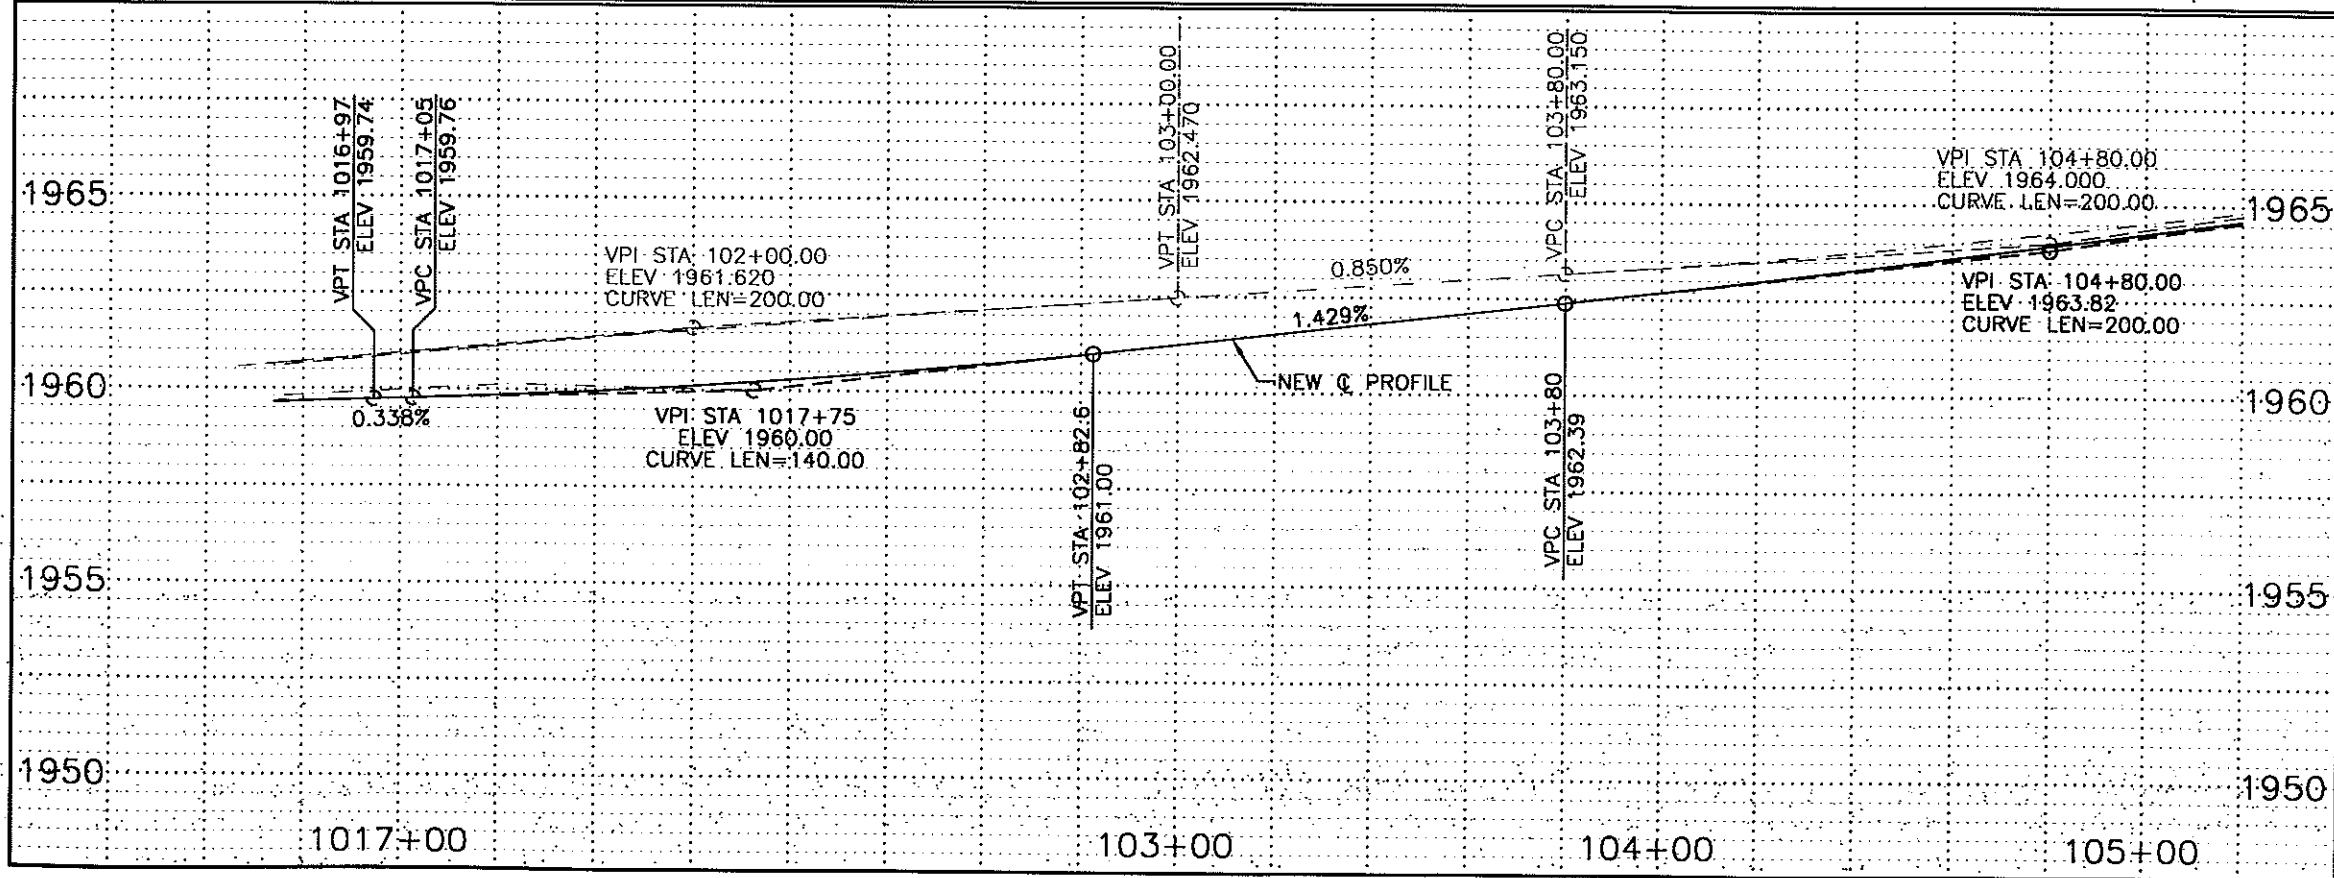 VPT STA 1016+97
ELEV 1959.74
VPC STA 1017+05
ELEV 1959.76
VPT STA 103+00.00
ELEV 1962.470
VPC STA 103+80.00
ELEV 1963.150
VPI STA 104+80.00
ELEV 1964.000
CURVE LEN=200.00
1965
1965
VPI STA 102+00.00
ELEV 1961.620
CURVE LEN=200.00
0.850%
1.429%
VPI STA 104+80.00
ELEV 1963.82
CURVE LEN=200.00
1960
1960
NEW ℄ PROFILE
0.338%
VPI STA 1017+75
ELEV 1960.00
CURVE LEN=140.00
VPT STA 102+82.6
ELEV 1961.00
VPC STA 103+80
ELEV 1962.39
1955
1955
1950
1950
1017+00
103+00
104+00
105+00